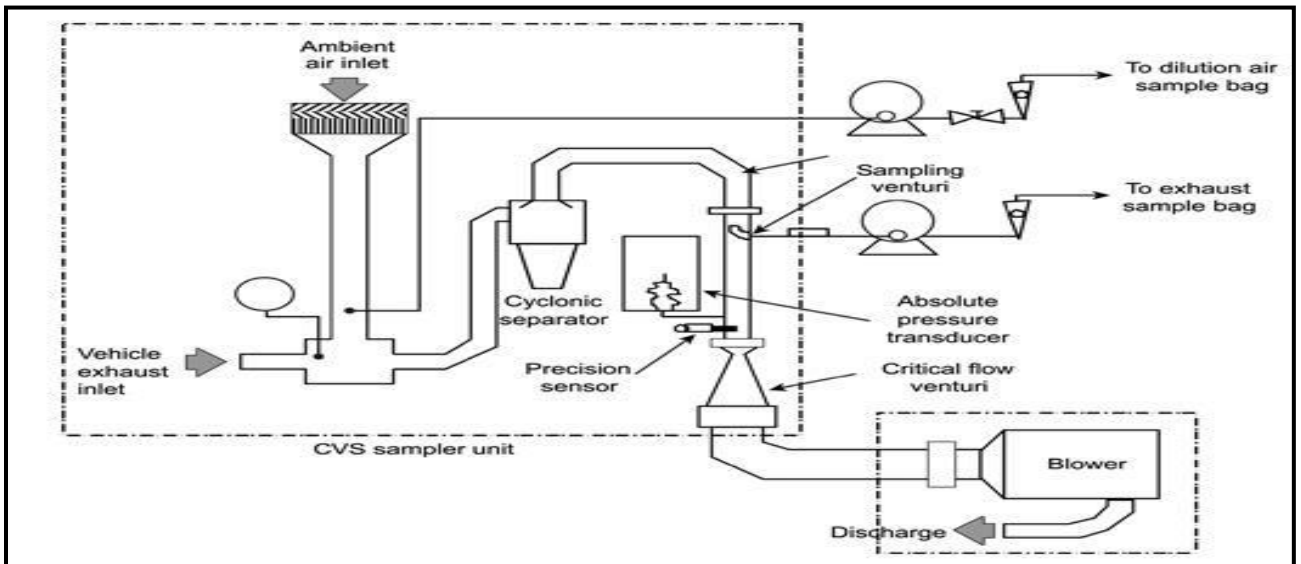 Ambient
air inlet
To dilution air
sample bag
Sampling
venturi
To exhaust
sample bag
Cyclonic
separator
Absolute
pressure
transducer
Vehicle
exhaust
inlet
Precision
sensor
Critical flow
venturi
CVS sampler unit
Blower
Discharge